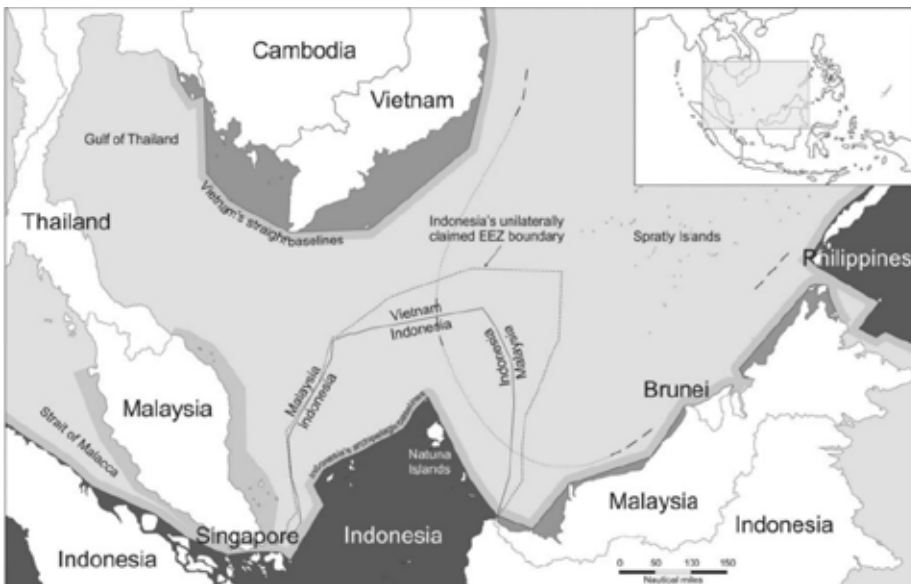 Cambodia
Vietnam
Gulf of Thailand
Thailand
Vietnam's straight baselines
Indonesia's unilaterally
claimed EEZ boundary
Spratly Islands
Philippines
Vietnam
Indonesia
Malaysia
Indonesia
Indonesia
Malaysia
Brunei
Malaysia
Strait of Malacca
Indonesia's archipelagic baselines
Natuna
Islands
Singapore
Indonesia
Indonesia
Malaysia
Indonesia
0 50 100 150
Nautical miles